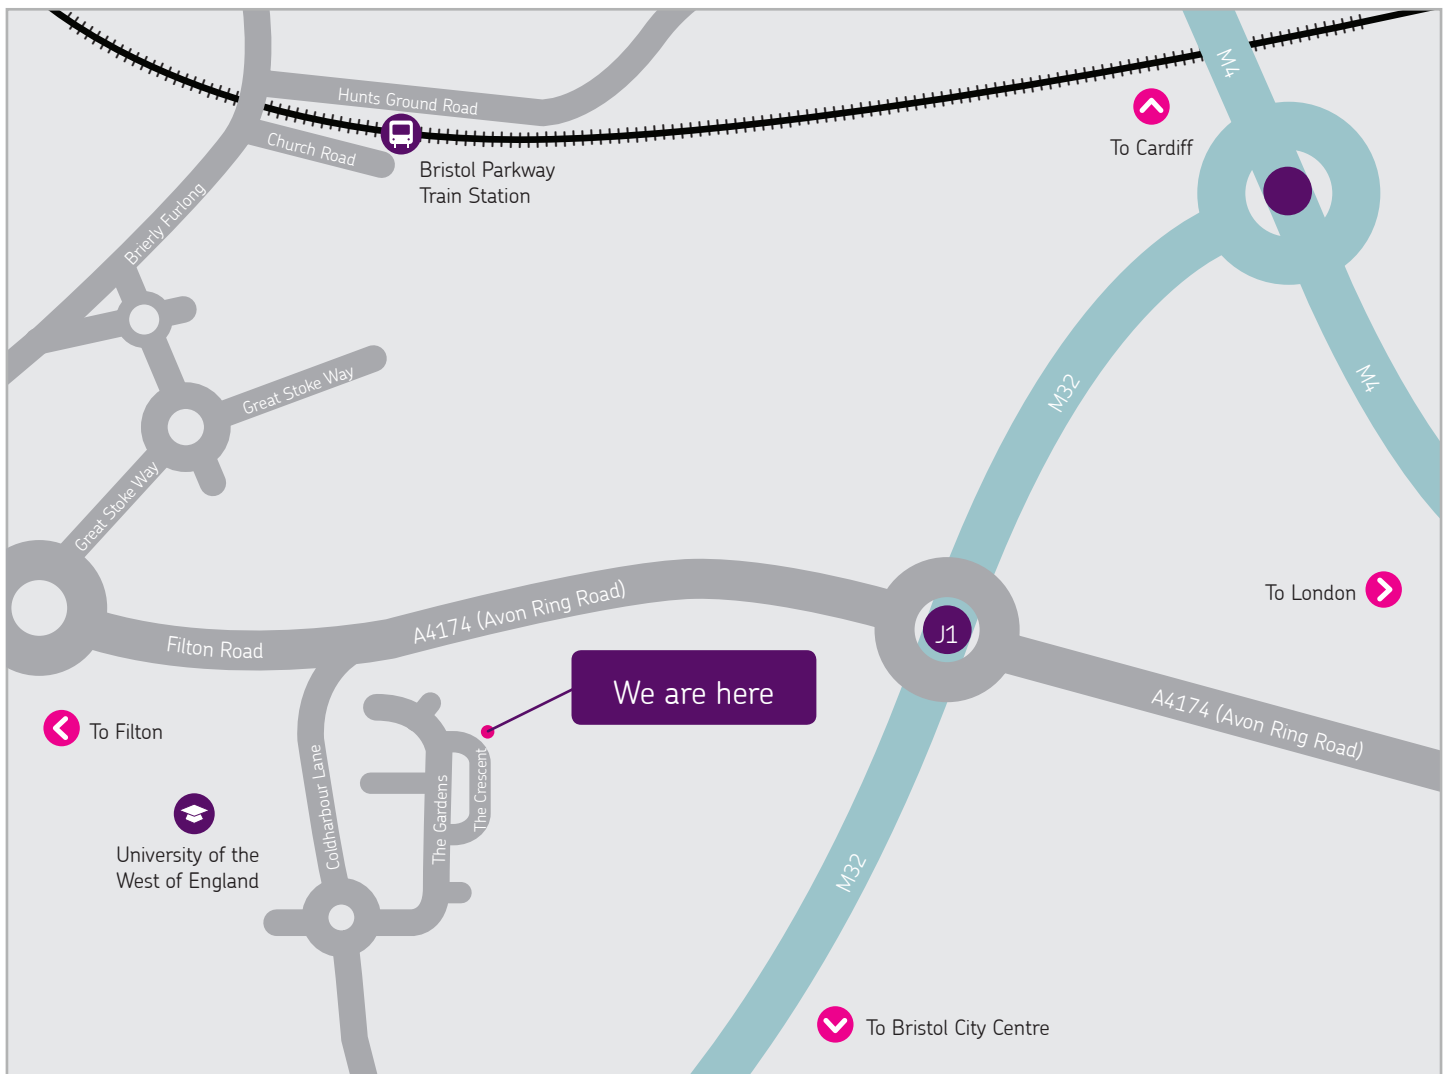 M4
Hunts Ground Road
To Cardiff
Church Road
Bristol Parkway
Train Station
Brierly Furlong
Great Stoke Way
M32
M4
Great Stoke Way
A4174 (Avon Ring Road)
To London
Filton Road
J1
We are here
A4174 (Avon Ring Road)
To Filton
Coldharbour Lane
The Gardens
The Crescent
University of the
West of England
M32
To Bristol City Centre